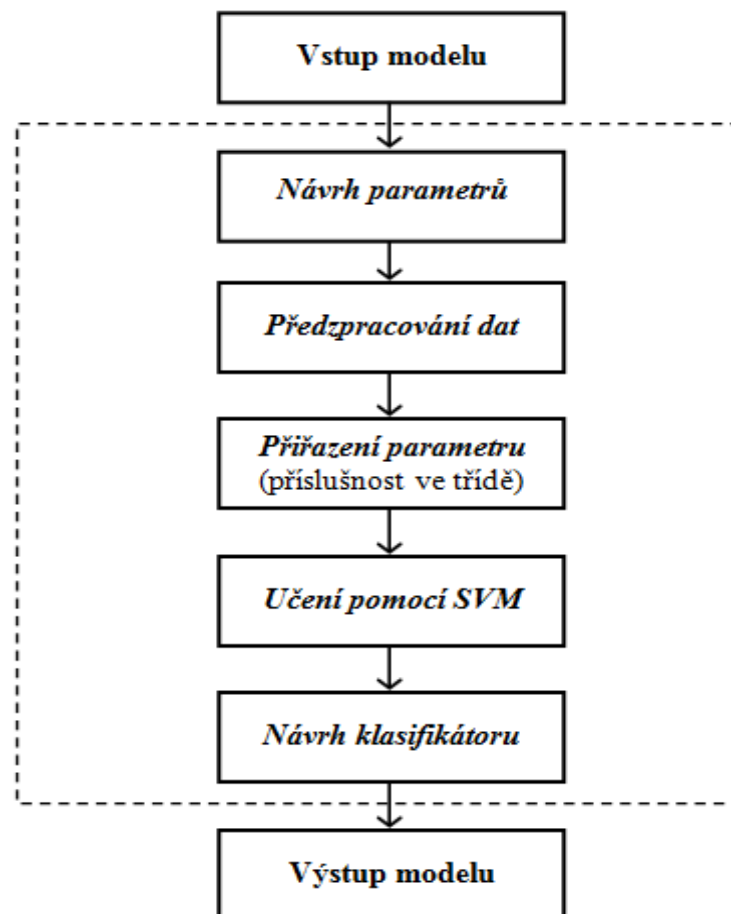 Vstup modelu
Návrh parametrů
Předzpracování dat
Přiřazení parametru
(příslušnost ve třídě)
Učení pomocí SVM
Návrh klasifikátoru
Výstup modelu